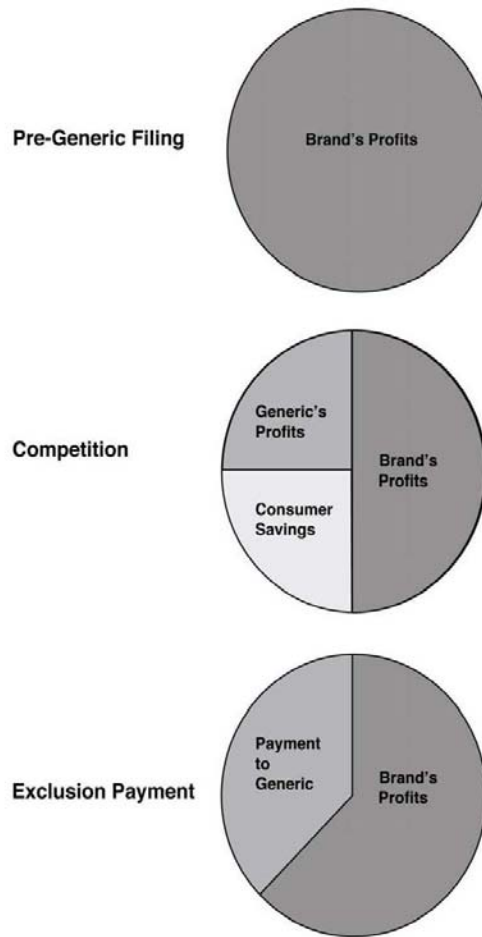 Pre-Generic Filing
Brand's Profits
Competition
Generic's
Profits
Consumer
Savings
Brand's
Profits
Exclusion Payment
Payment
to
Generic
Brand's
Profits